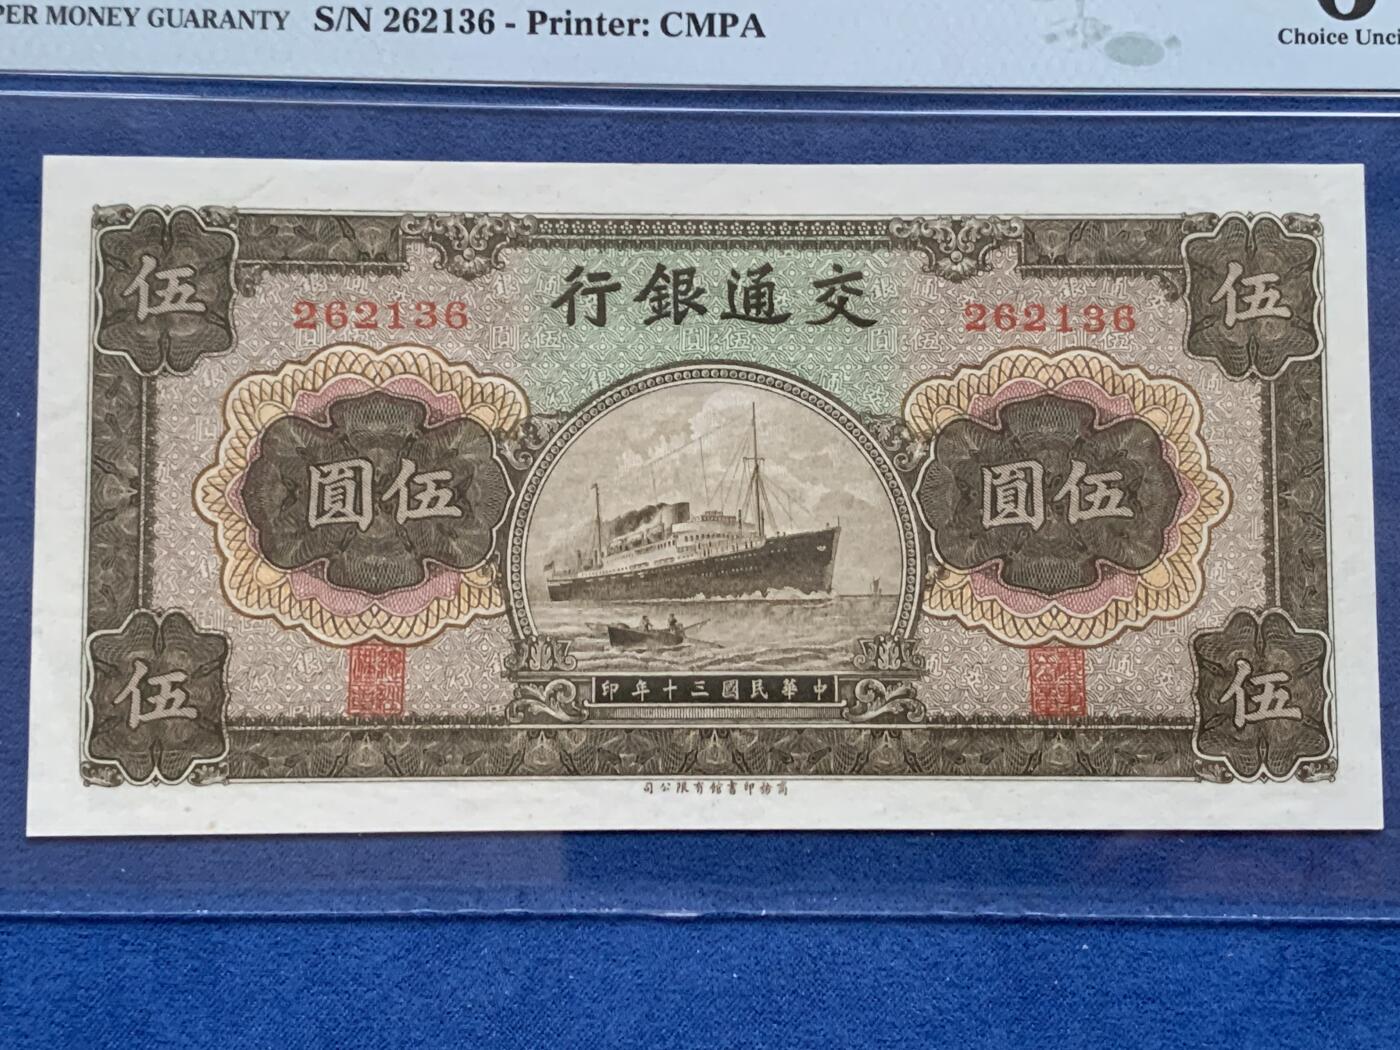 PER MONEY GUARANTY S/N 262136 - Printer: CMPA
Choice Unci
伍 伍
交通銀行
262136 262136
伍圓 伍圓
中華民國三十年印
伍 伍
商務印書館有限公司